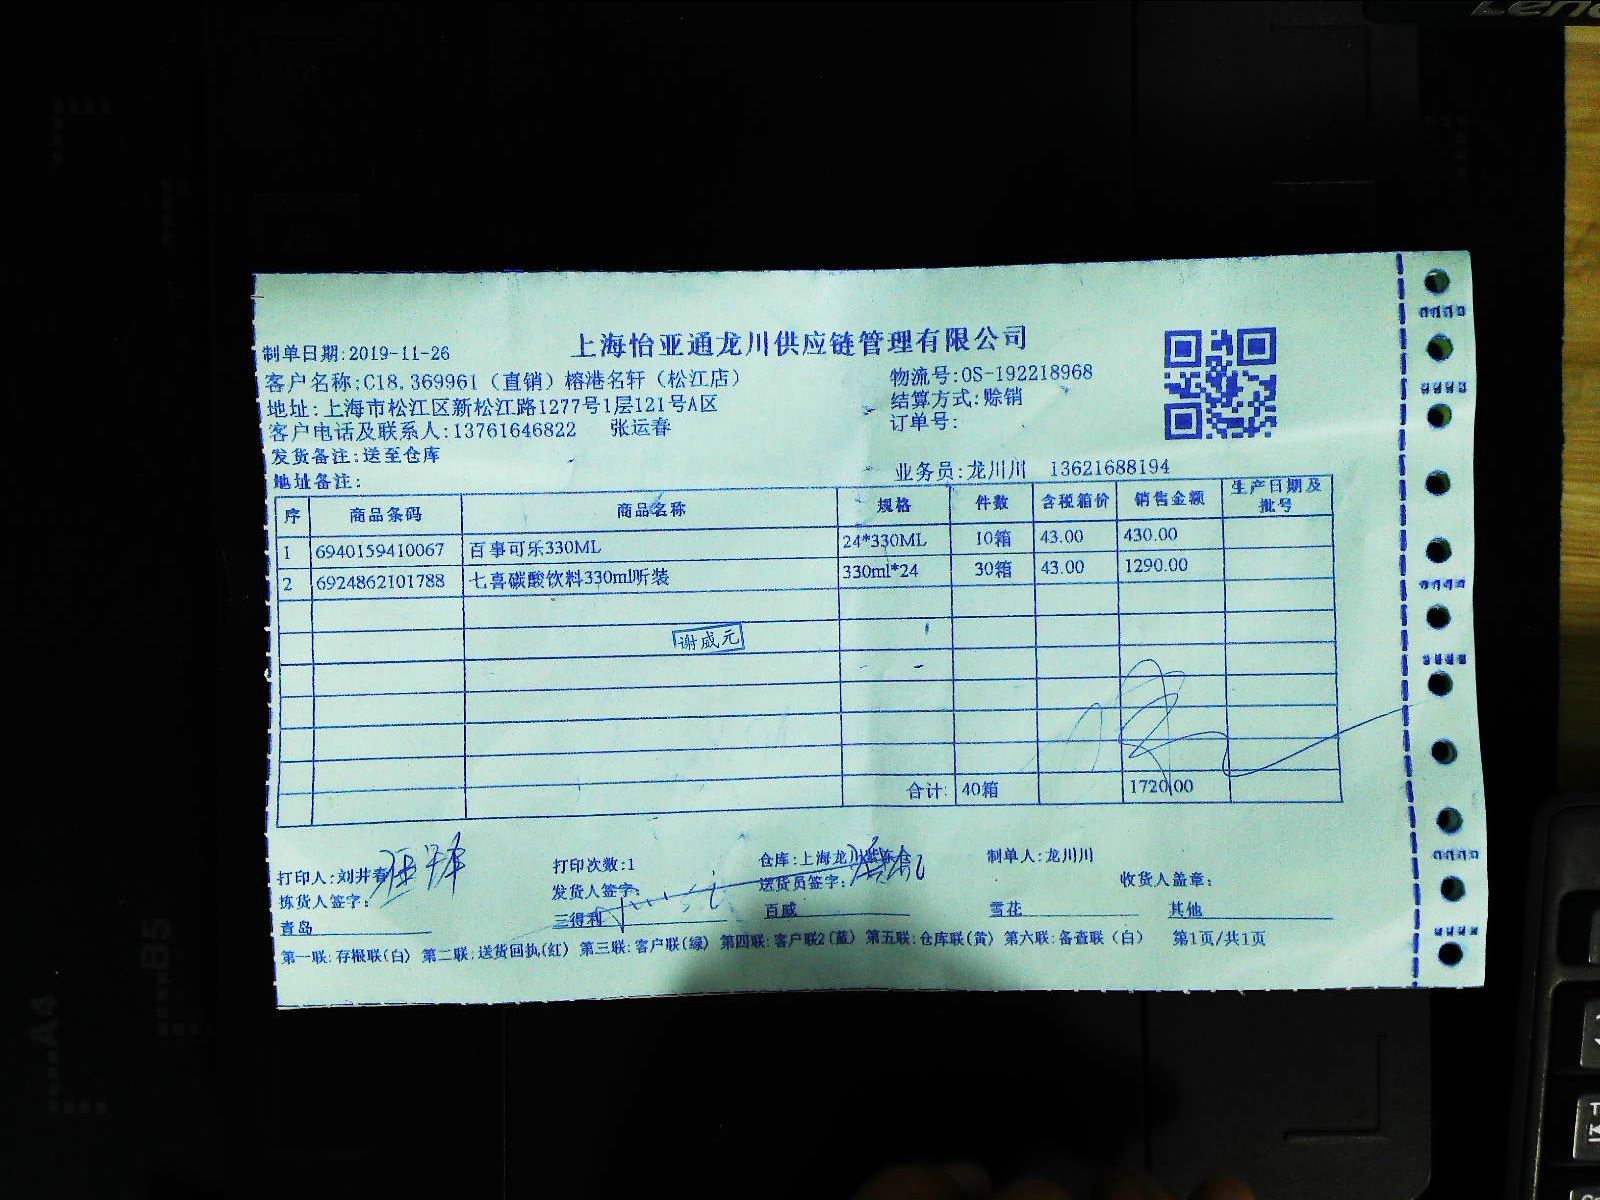 上海怡亚通龙川供应链管理有限公司
制单日期:2019-11-26
客户名称:C18.369961（直销）榕港名轩（松江店）
物流号:OS-192218968
地址:上海市松江区新松江路1277号1层121号A区
结算方式:赊销
客户电话及联系人:13761646822 张运春
订单号:
发货备注:送至仓库
地址备注:
业务员:龙川川 13621688194
序 商品条码 商品名称 规格 件数 含税箱价 销售金额 生产日期及批号
1 6940159410067 百事可乐330ML 24*330ML 10箱 43.00 430.00
2 6924862101788 七喜碳酸饮料330ml听装 330ml*24 30箱 43.00 1290.00
谢威元
合计: 40箱 1720.00
打印人:刘井春 打印次数:1 仓库:上海龙川 制单人:龙川川
拣货人签字: 发货人签字: 送货员签字: 收货人盖章:
青岛 三得利 百威 雪花 其他
第一联:存根联(白) 第二联:送货回执(红) 第三联:客户联(绿) 第四联:客户联2(蓝) 第五联:仓库联(黄) 第六联:备查联（白） 第1页/共1页
A4
B5